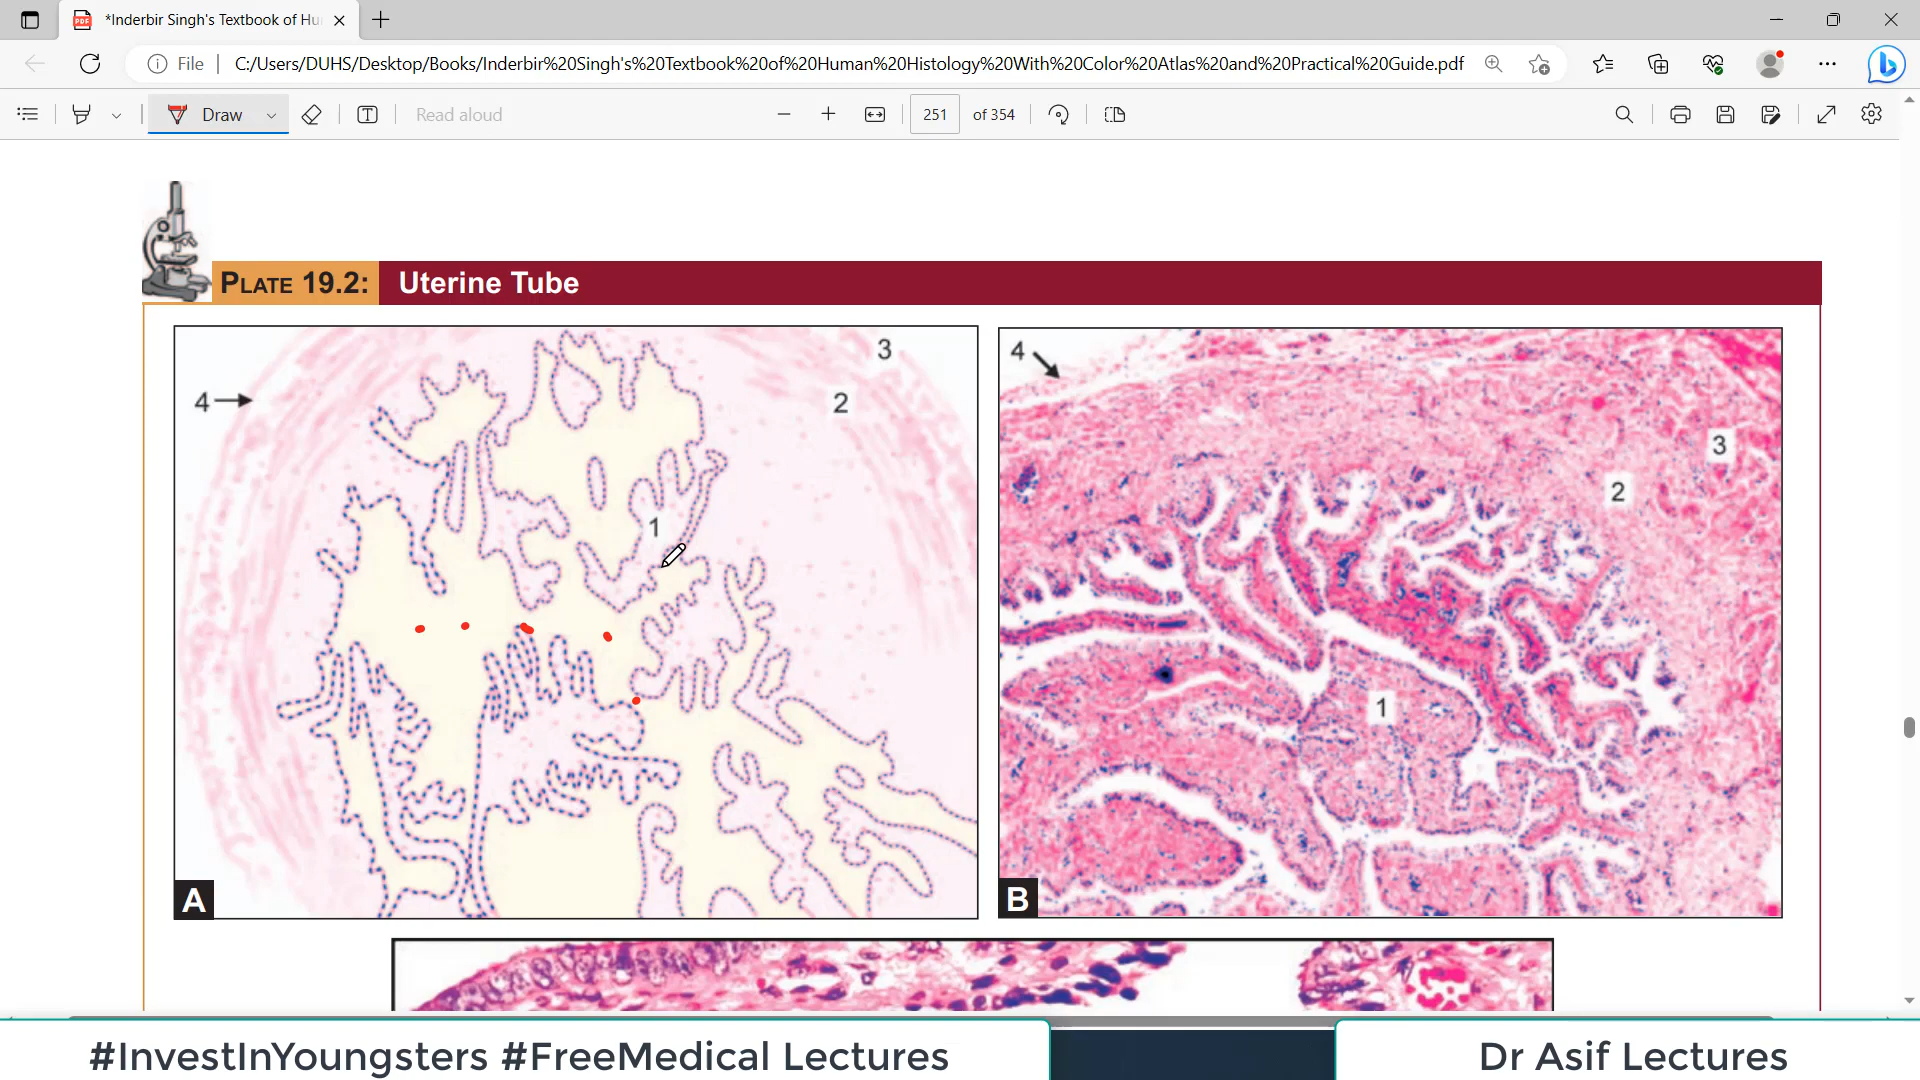 *Inderbir Singh's Textbook of Hu
File
C:/Users/DUHS/Desktop/Books/Inderbir%20Singh's%20Textbook%20of%20Human%20Histology%20With%20Color%20Atlas%20and%20Practical%20Guide.pdf
Draw
Read aloud
251 of 354
PLATE 19.2: Uterine Tube
3
4
2
1
A
4
3
2
1
B
#InvestInYoungsters #FreeMedical Lectures
Dr Asif Lectures